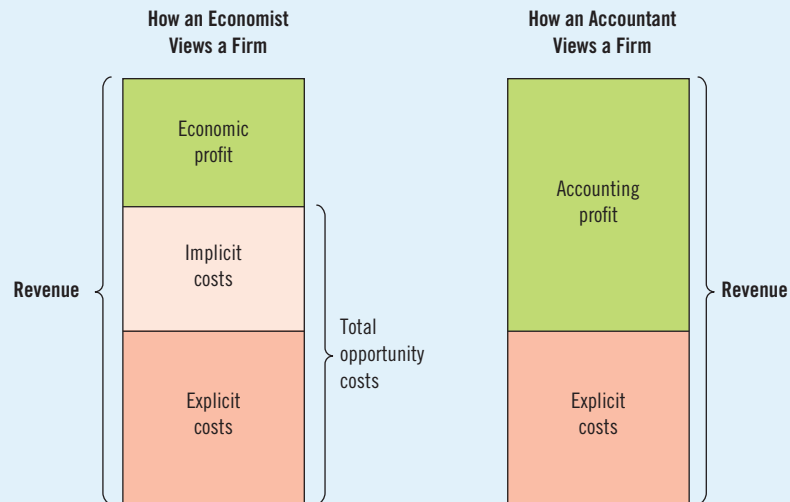 How an Economist
Views a Firm
Revenue
Economic
profit
Implicit
costs
Explicit
costs
Total
opportunity
costs
How an Accountant
Views a Firm
Accounting
profit
Explicit
costs
Revenue